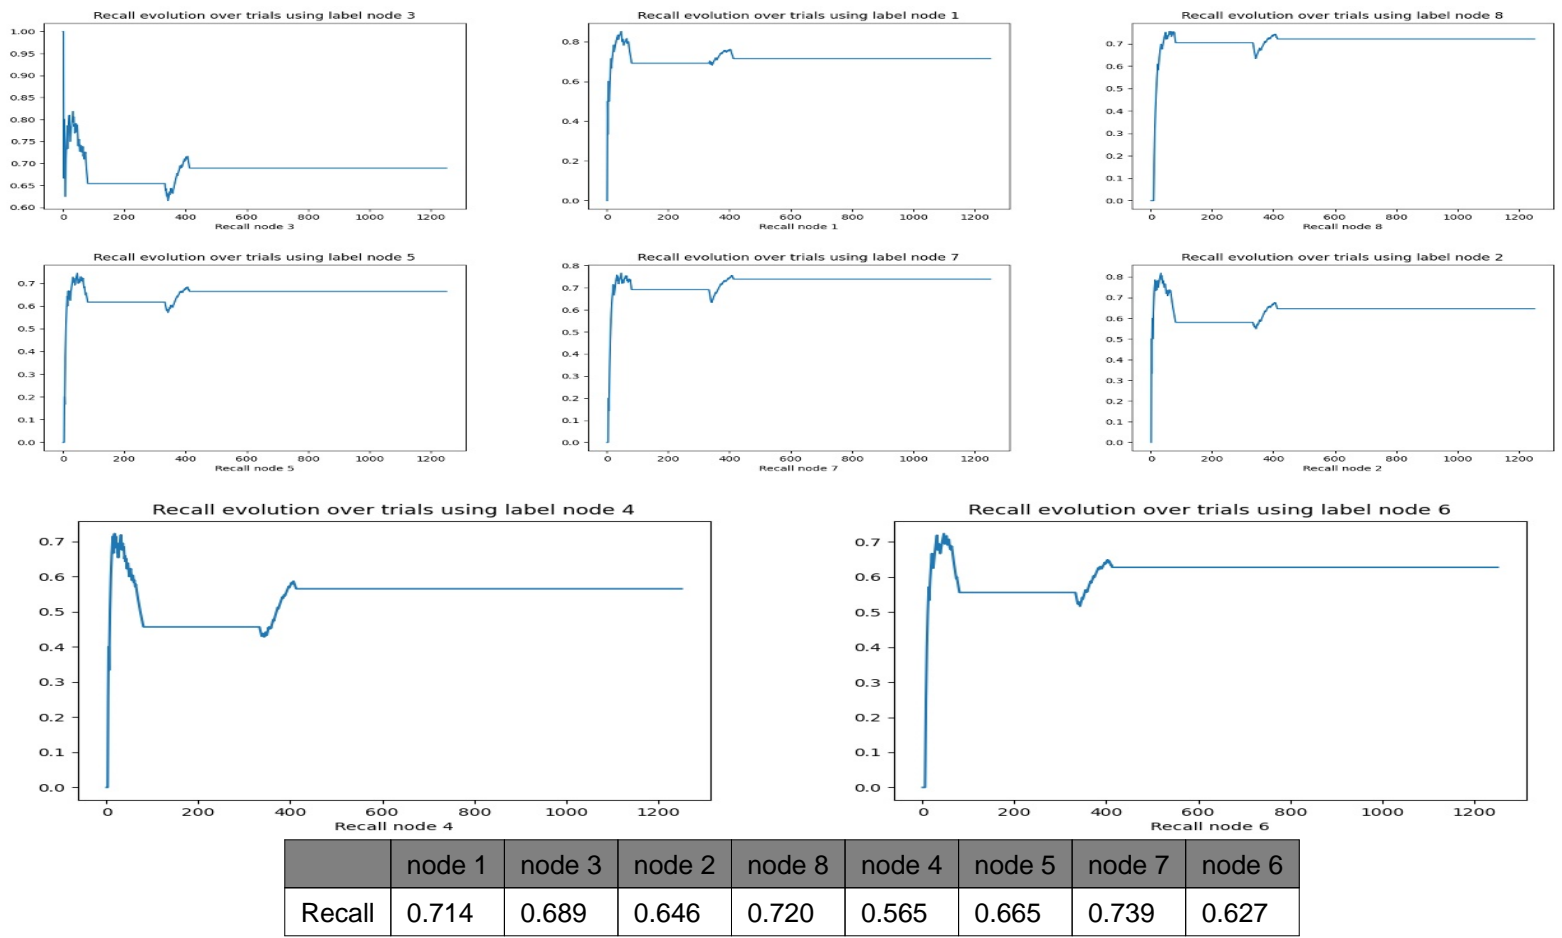 Recall evolution over trials using label node 3
1.00
0.95
0.90
0.85
0.80
0.75
0.70
0.65
0.60
0 200 400 600 800 1000 1200
Recall node 3
Recall evolution over trials using label node 1
0.8
0.6
0.4
0.2
0.0
0 200 400 600 800 1000 1200
Recall node 1
Recall evolution over trials using label node 8
0.7
0.6
0.5
0.4
0.3
0.2
0.1
0.0
0 200 400 600 800 1000 1200
Recall node 8
Recall evolution over trials using label node 5
0.7
0.6
0.5
0.4
0.3
0.2
0.1
0.0
0 200 400 600 800 1000 1200
Recall node 5
Recall evolution over trials using label node 7
0.8
0.7
0.6
0.5
0.4
0.3
0.2
0.1
0.0
0 200 400 600 800 1000 1200
Recall node 7
Recall evolution over trials using label node 2
0.8
0.7
0.6
0.5
0.4
0.3
0.2
0.1
0.0
0 200 400 600 800 1000 1200
Recall node 2
Recall evolution over trials using label node 4
0.7
0.6
0.5
0.4
0.3
0.2
0.1
0.0
0 200 400 600 800 1000 1200
Recall node 4
Recall evolution over trials using label node 6
0.7
0.6
0.5
0.4
0.3
0.2
0.1
0.0
0 200 400 600 800 1000 1200
Recall node 6
node 1 node 3 node 2 node 8 node 4 node 5 node 7 node 6
Recall 0.714 0.689 0.646 0.720 0.565 0.665 0.739 0.627